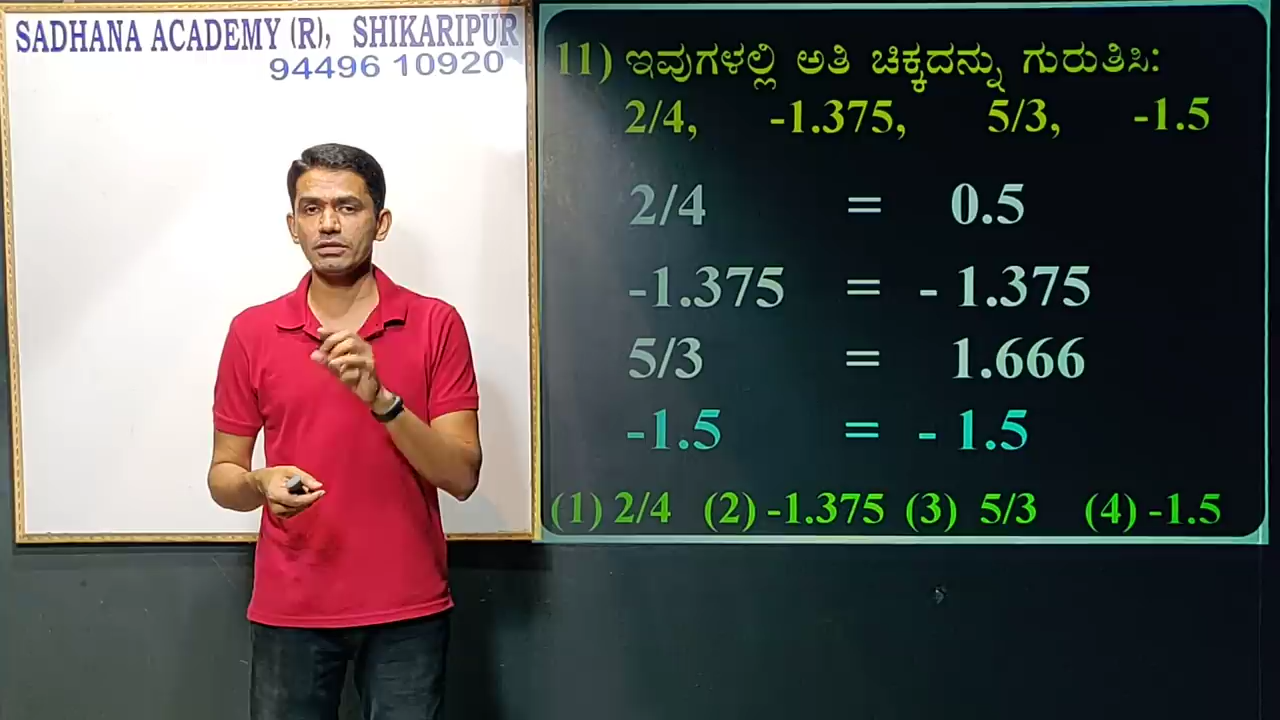 SADHANA ACADEMY (R), SHIKARIPUR
94496 10920
11) ಇವುಗಳಲ್ಲಿ ಅತಿ ಚಿಕ್ಕದನ್ನು ಗುರುತಿಸಿ:
2/4, -1.375, 5/3, -1.5
2/4 = 0.5
-1.375 = - 1.375
5/3 = 1.666
-1.5 = - 1.5
(1) 2/4 (2) -1.375 (3) 5/3 (4) -1.5